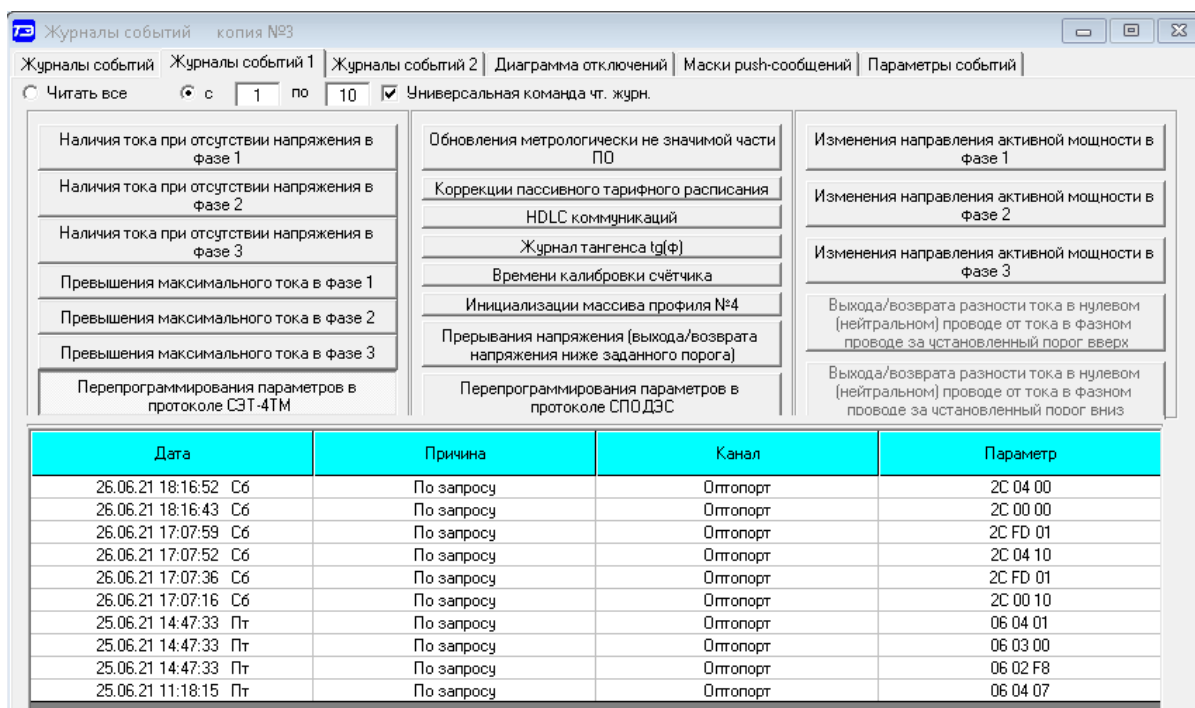 ТЭ Журналы событий копия №3
Журналы событий Журналы событий 1 Журналы событий 2 Диаграмма отключений Маски push-сообщений Параметры событий
Читать все с 1 по 10 Универсальная команда чт. журн.
Наличия тока при отсутствии напряжения в
фазе 1
Наличия тока при отсутствии напряжения в
фазе 2
Наличия тока при отсутствии напряжения в
фазе 3
Превышения максимального тока в фазе 1
Превышения максимального тока в фазе 2
Превышения максимального тока в фазе 3
Перепрограммирования параметров в
протоколе СЭТ-4ТМ
Обновления метрологически не значимой части
ПО
Коррекции пассивного тарифного расписания
HDLC коммуникаций
Журнал тангенса tg(φ)
Времени калибровки счётчика
Инициализации массива профиля №4
Прерывания напряжения (выхода/возврата
напряжения ниже заданного порога)
Перепрограммирования параметров в
протоколе СПОДЭС
Изменения направления активной мощности в
фазе 1
Изменения направления активной мощности в
фазе 2
Изменения направления активной мощности в
фазе 3
Выхода/возврата разности тока в нулевом
(нейтральном) проводе от тока в фазном
проводе за установленный порог вверх
Выхода/возврата разности тока в нулевом
(нейтральном) проводе от тока в фазном
проводе за установленный порог вниз
Дата Причина Канал Параметр
26.06.21 18:16:52 Сб По запросу Оптопорт 2C 04 00
26.06.21 18:16:43 Сб По запросу Оптопорт 2C 00 00
26.06.21 17:07:59 Сб По запросу Оптопорт 2C FD 01
26.06.21 17:07:52 Сб По запросу Оптопорт 2C 04 10
26.06.21 17:07:36 Сб По запросу Оптопорт 2C FD 01
26.06.21 17:07:16 Сб По запросу Оптопорт 2C 00 10
25.06.21 14:47:33 Пт По запросу Оптопорт 06 04 01
25.06.21 14:47:33 Пт По запросу Оптопорт 06 03 00
25.06.21 14:47:33 Пт По запросу Оптопорт 06 02 F8
25.06.21 11:18:15 Пт По запросу Оптопорт 06 04 07